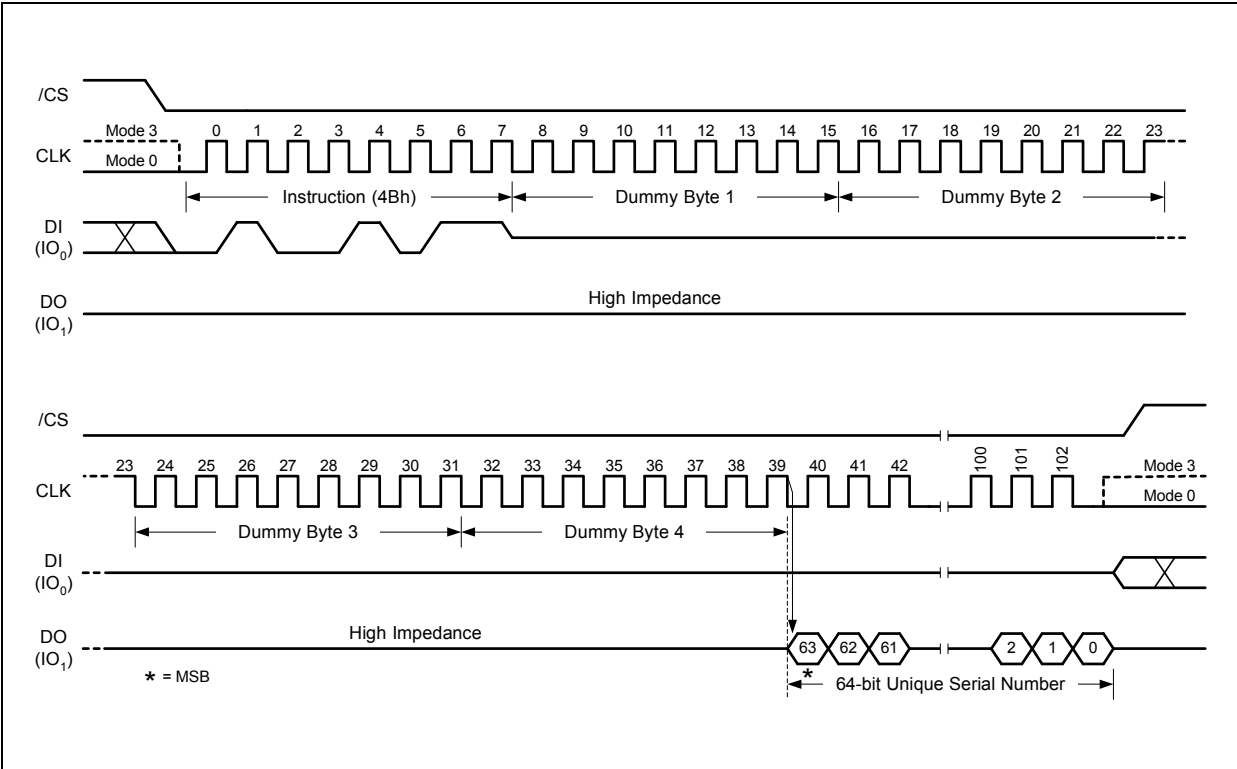 /CS
0 1 2 3 4 5 6 7 8 9 10 11 12 13 14 15 16 17 18 19 20 21 22 23
Mode 3
CLK
Mode 0
Instruction (4Bh) Dummy Byte 1 Dummy Byte 2
DI
(IO0)
High Impedance
DO
(IO1)
/CS
23 24 25 26 27 28 29 30 31 32 33 34 35 36 37 38 39 40 41 42 100 101 102
Mode 3
CLK
Mode 0
Dummy Byte 3 Dummy Byte 4
DI
(IO0)
High Impedance
DO
(IO1)
63 62 61 2 1 0
* = MSB
*
64-bit Unique Serial Number